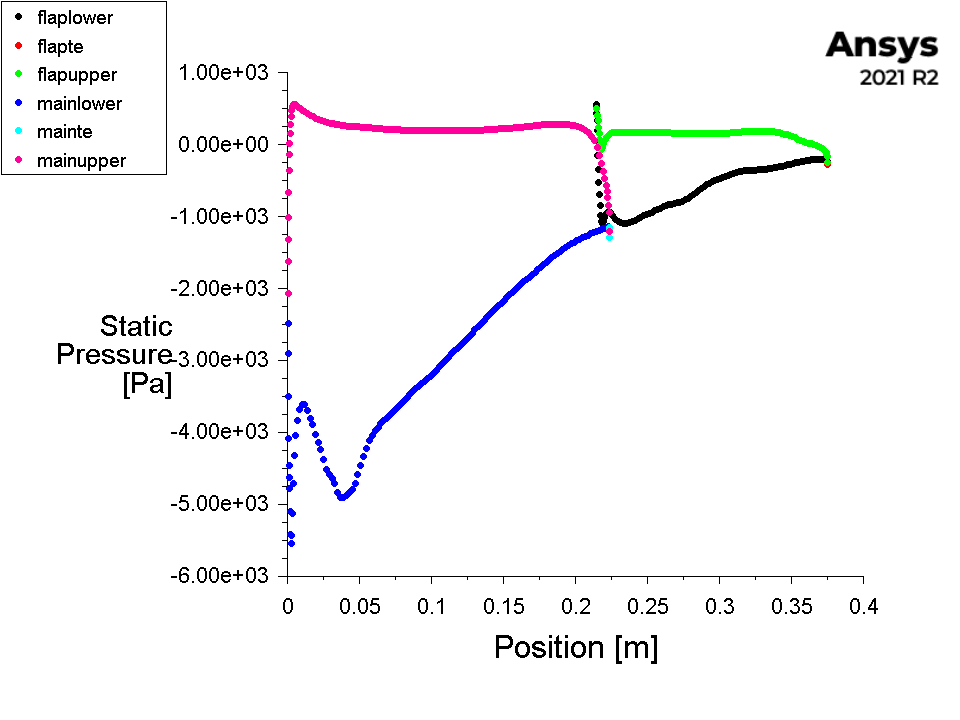 flaplower
flapte
flapupper
mainlower
mainte
mainupper
Ansys
2021 R2
1.00e+03
0.00e+00
-1.00e+03
-2.00e+03
-3.00e+03
-4.00e+03
-5.00e+03
-6.00e+03
Static
Pressure
[Pa]
0 0.05 0.1 0.15 0.2 0.25 0.3 0.35 0.4
Position [m]